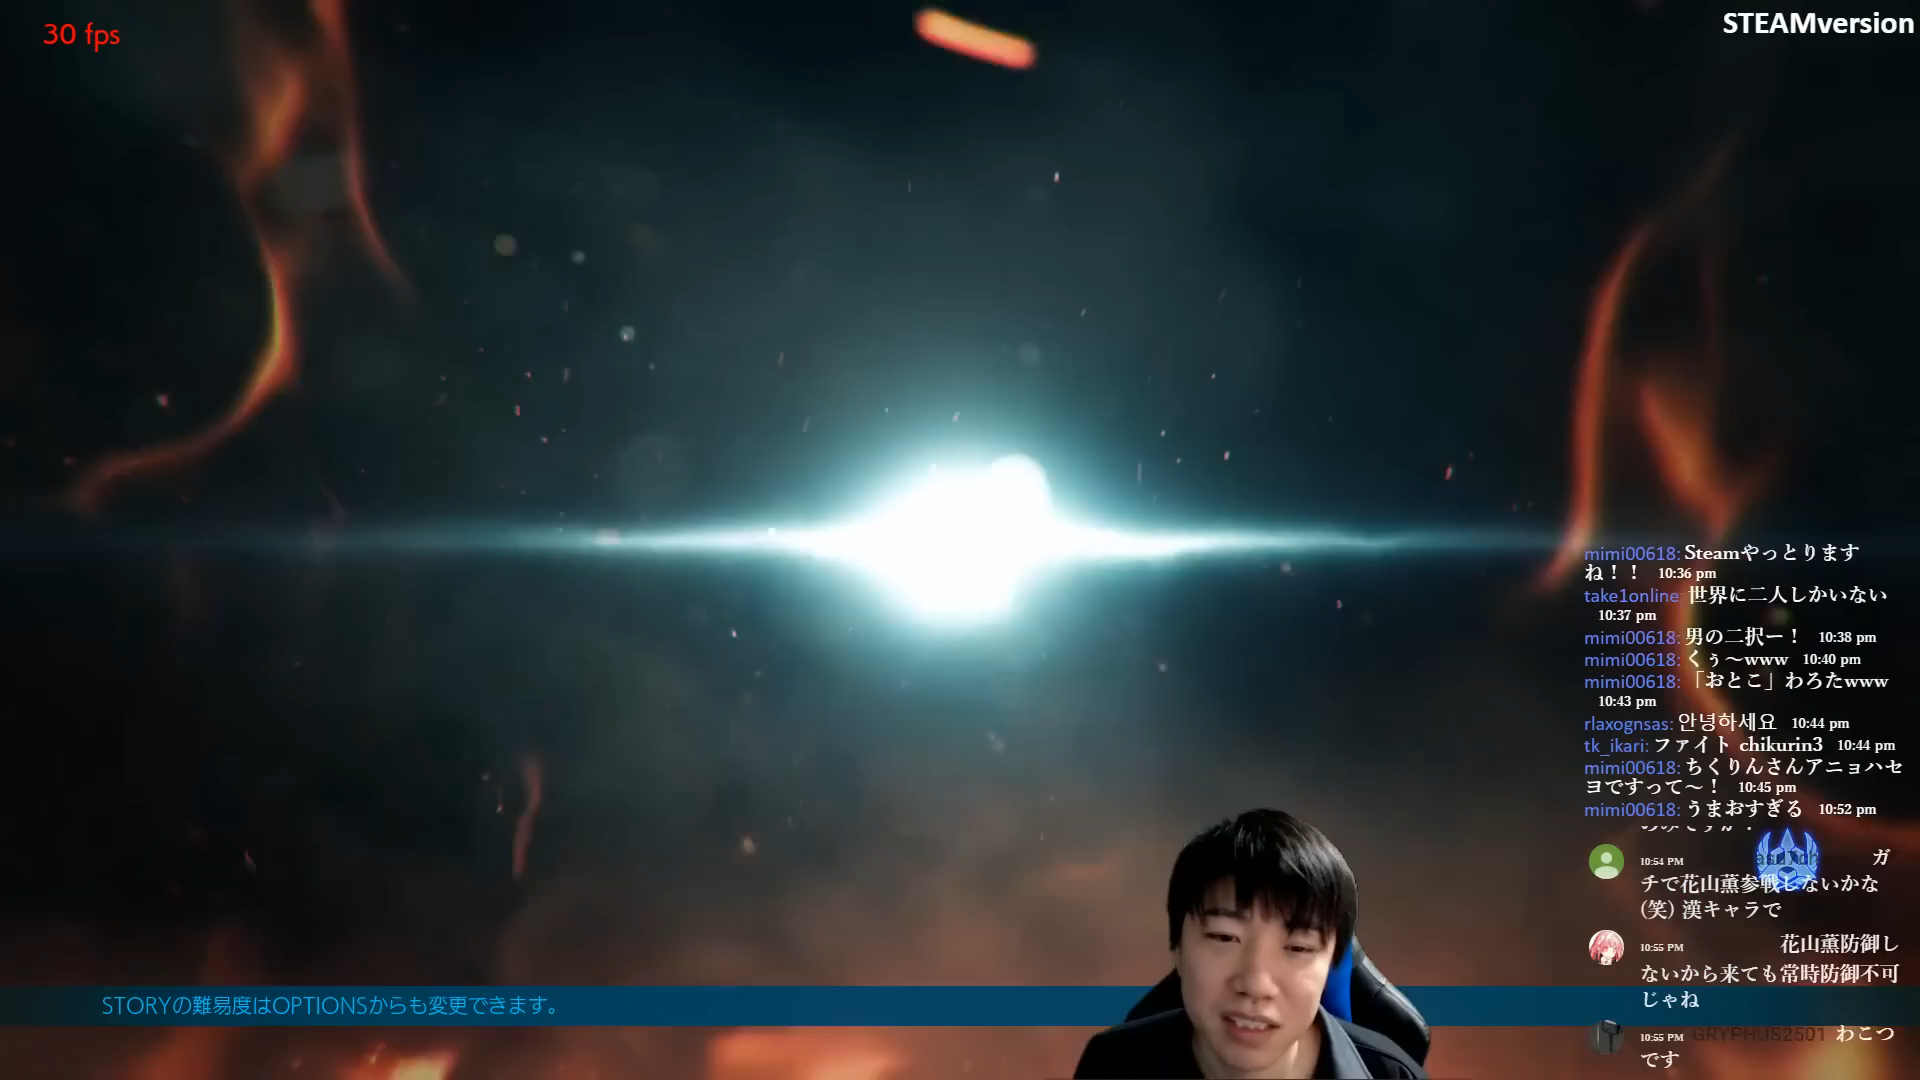 30 fps
STEAMversion
mimi00618: Steamやっとります
ね！！ 10:36 pm
take1online: 世界に二人しかいない
10:37 pm
mimi00618: 男の二択ー！ 10:38 pm
mimi00618: くぅ〜www 10:40 pm
mimi00618: 「おとこ」わろたwww
10:43 pm
rlaxognsas: 안녕하세요 10:44 pm
tk_ikari: ファイト chikurin3 10:44 pm
mimi00618: ちくりんさんアニョハセ
ヨですって〜！ 10:45 pm
mimi00618: うまおすぎる 10:52 pm
10:54 PM ガ
チで花山薫参戦しないかな
(笑) 漢キャラで
10:55 PM 花山薫防御し
ないから来ても常時防御不可
じゃね
10:55 PM GRYPHUS2501 わこつ
です
STORYの難易度はOPTIONSからも変更できます。